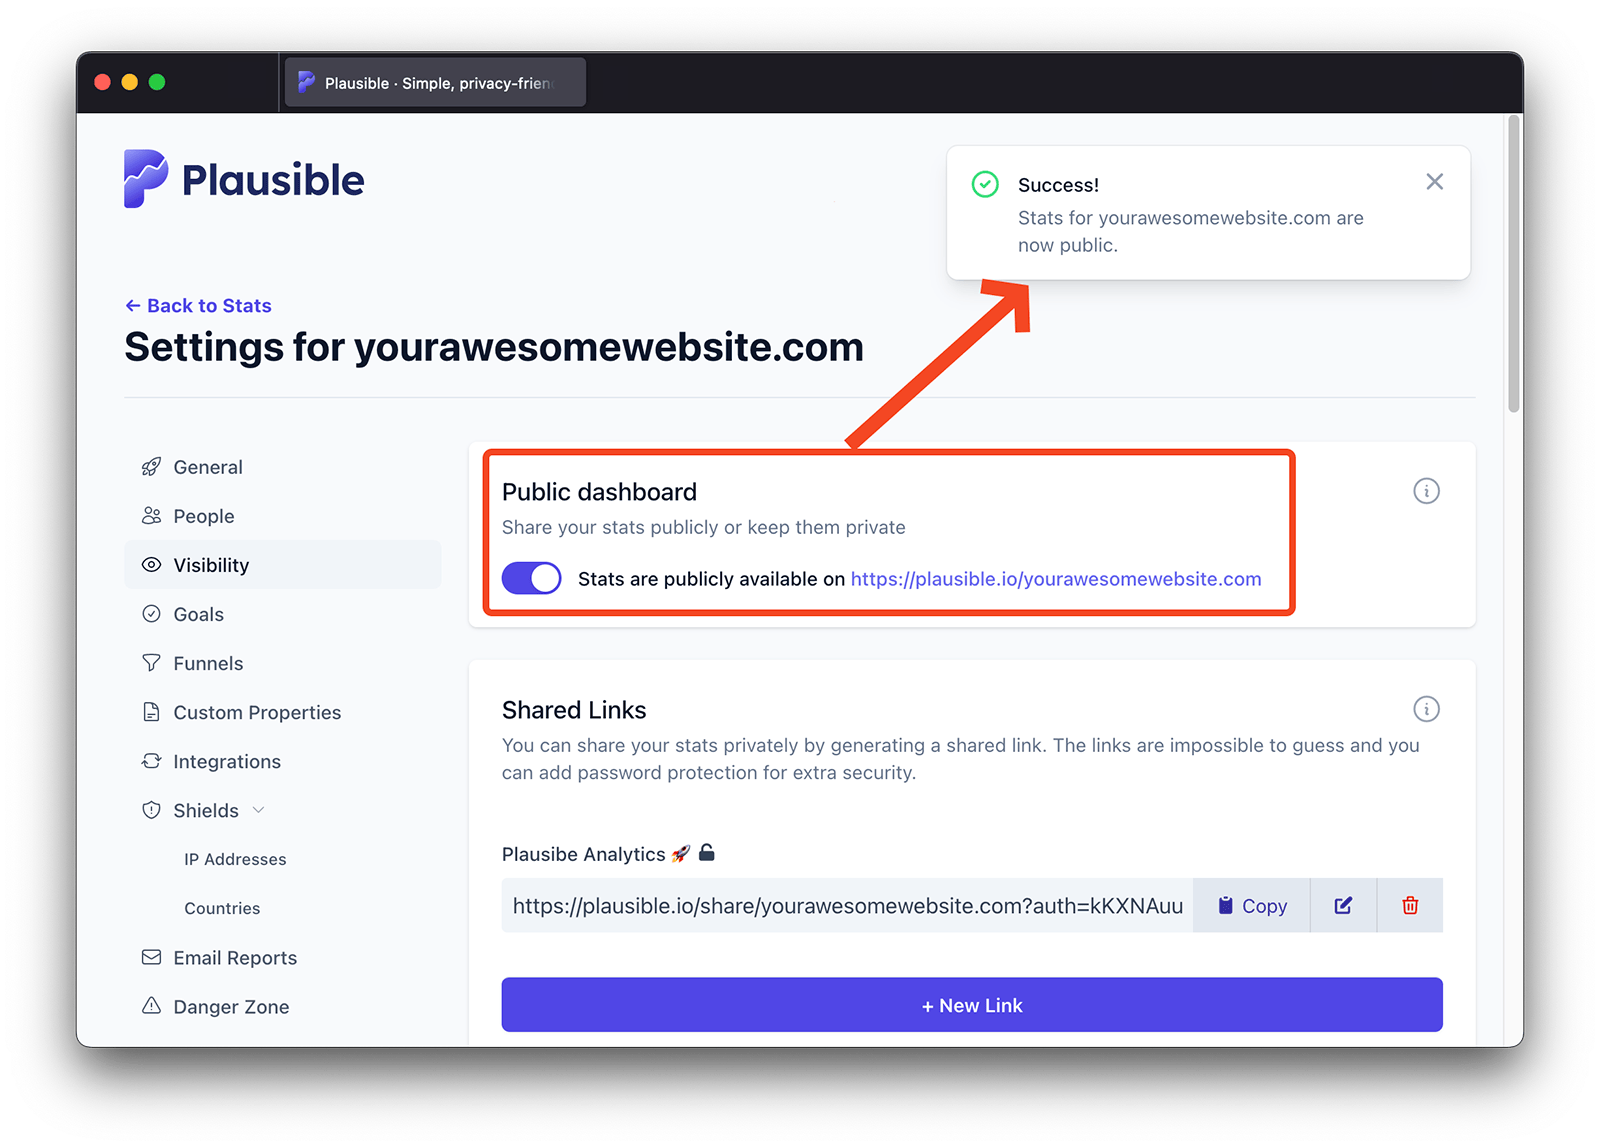 Plausible · Simple, privacy-frien
Plausible
Success!
Stats for yourawesomewebsite.com are
now public.
← Back to Stats
Settings for yourawesomewebsite.com
General
People
Visibility
Goals
Funnels
Custom Properties
Integrations
Shields
IP Addresses
Countries
Email Reports
Danger Zone
Public dashboard
Share your stats publicly or keep them private
Stats are publicly available on https://plausible.io/yourawesomewebsite.com
Shared Links
You can share your stats privately by generating a shared link. The links are impossible to guess and you
can add password protection for extra security.
Plausibe Analytics 🚀
https://plausible.io/share/yourawesomewebsite.com?auth=kKXNAuu
Copy
+ New Link